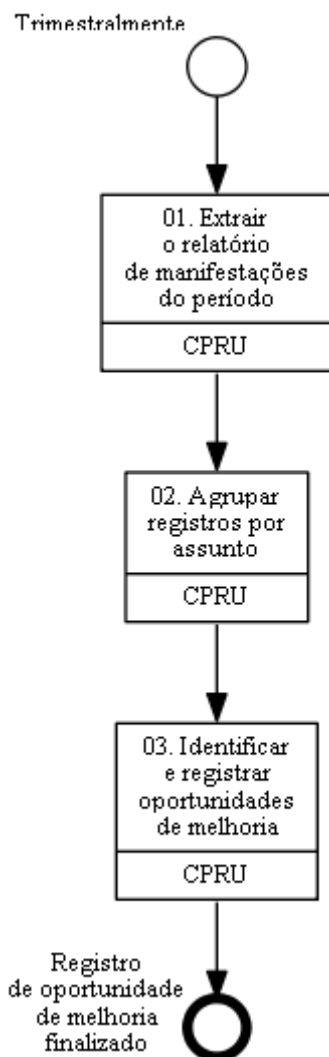 Trimestralmente
01. Extrair
o relatório
de manifestações
do período
CPRU
02. Agrupar
registros por
assunto
CPRU
03. Identificar
e registrar
oportunidades
de melhoria
CPRU
Registro
de oportunidade
de melhoria
finalizado